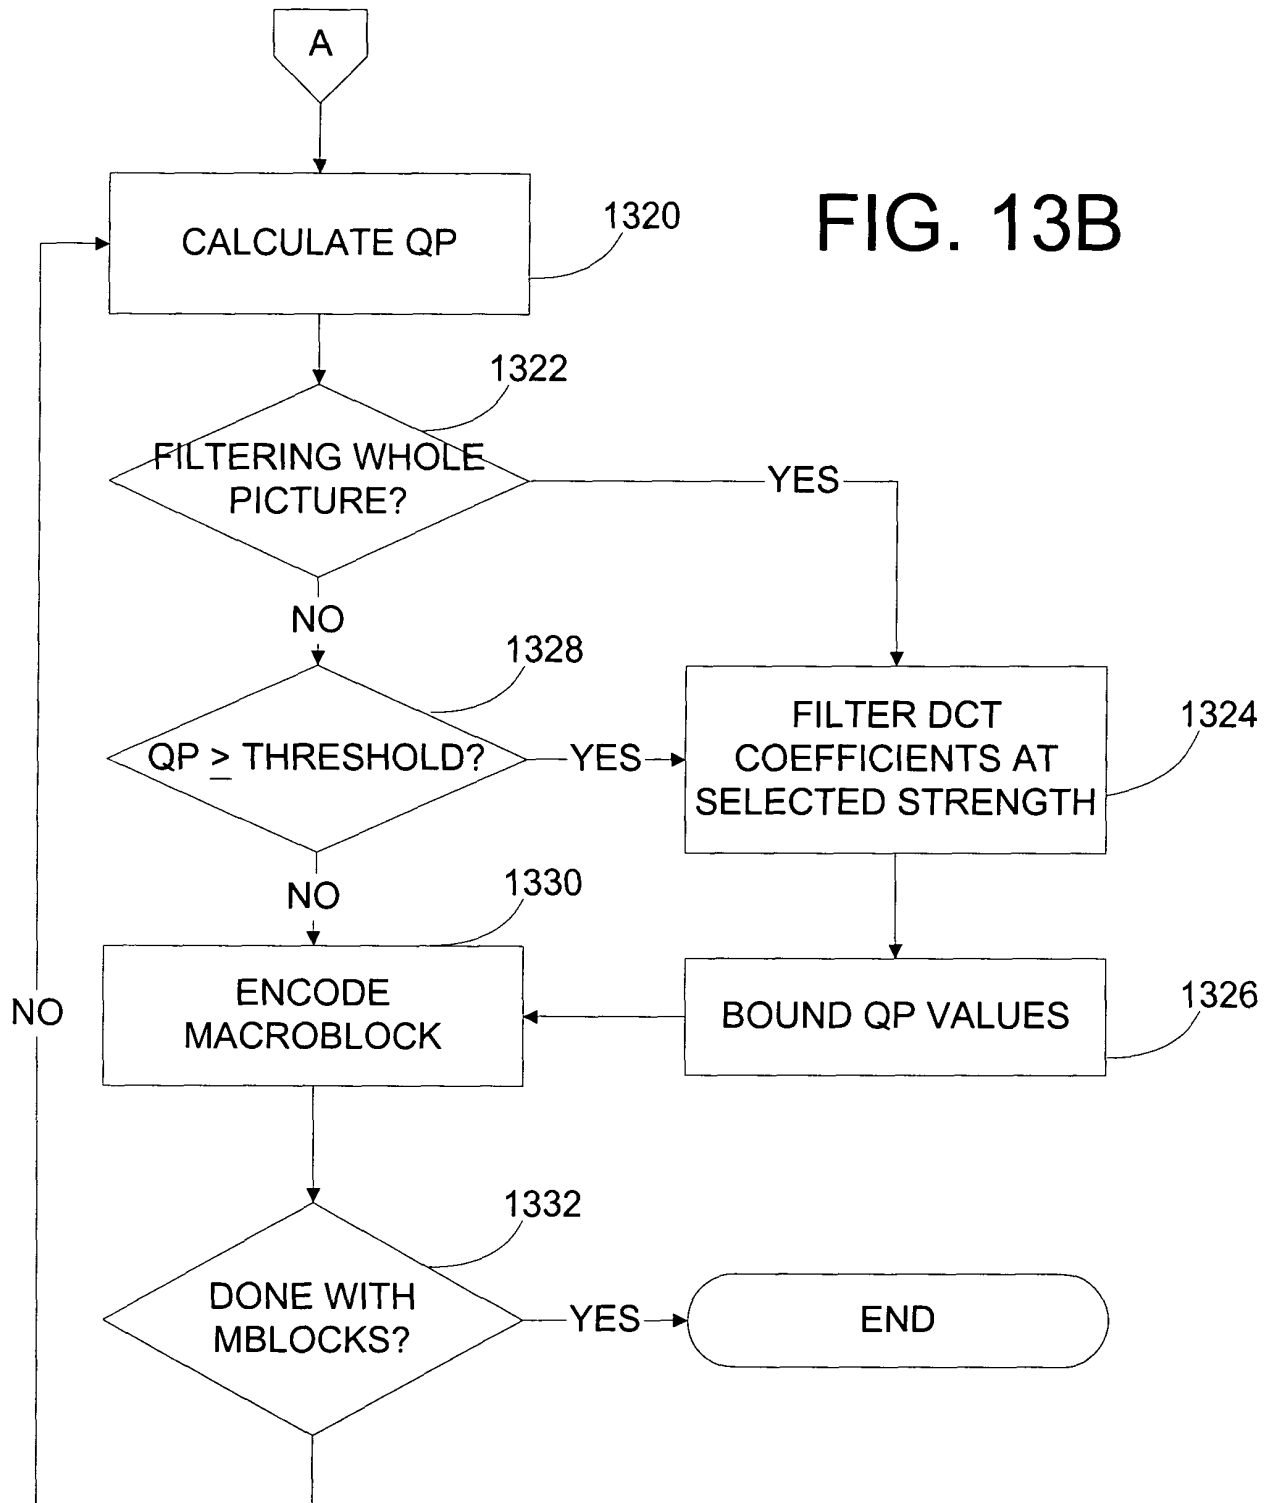 A
FIG. 13B
1320
CALCULATE QP
1322
FILTERING WHOLE
PICTURE?
YES
NO
1328
QP ≥ THRESHOLD?
YES
FILTER DCT
COEFFICIENTS AT
SELECTED STRENGTH
1324
NO
1330
ENCODE
MACROBLOCK
BOUND QP VALUES
1326
NO
1332
DONE WITH
MBLOCKS?
YES
END